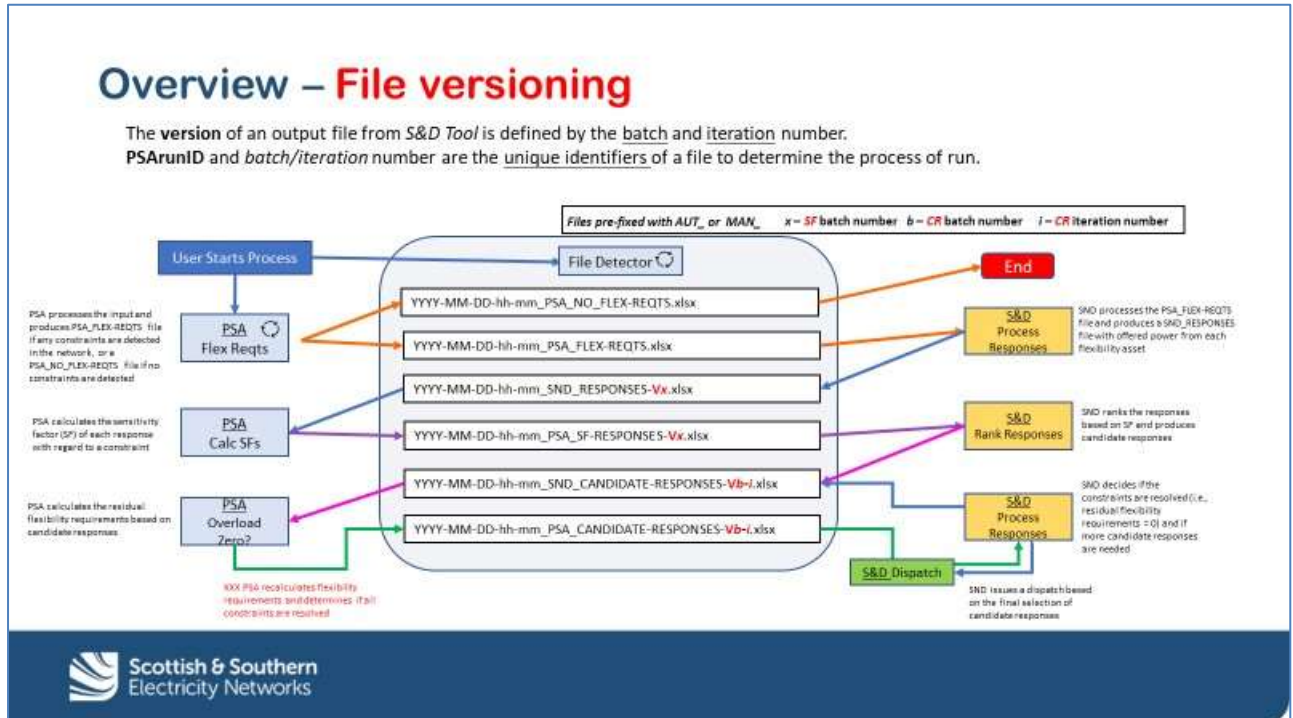 Overview – File versioning
The version of an output file from S&D Tool is defined by the batch and iteration number.
PSArunID and batch/iteration number are the unique identifiers of a file to determine the process of run.
Files pre-fixed with AUT_ or MAN_ x – SF batch number b – CR batch number i – CR iteration number
User Starts Process
File Detector
End
PSA processes the input and
produces PSA_FLEX-REQTS file
if any constraints are detected
in the network, or a
PSA_NO_FLEX-REQTS file if no
constraints are detected
PSA
Flex Reqts
YYYY-MM-DD-hh-mm_PSA_NO_FLEX-REQTS.xlsx
YYYY-MM-DD-hh-mm_PSA_FLEX-REQTS.xlsx
S&D
Process
Responses
SND processes the PSA_FLEX-REQTS
file and produces a SND_RESPONSES
file with offered power from each
flexibility asset
YYYY-MM-DD-hh-mm_SND_RESPONSES-Vx.xlsx
PSA calculates the sensitivity
factor (SF) of each response
with regard to a constraint
PSA
Calc SFs
YYYY-MM-DD-hh-mm_PSA_SF-RESPONSES-Vx.xlsx
S&D
Rank Responses
SND ranks the responses
based on SF and produces
candidate responses
YYYY-MM-DD-hh-mm_SND_CANDIDATE-RESPONSES-Vb-i.xlsx
PSA calculates the residual
flexibility requirements based on
candidate responses
PSA
Overload
Zero?
YYYY-MM-DD-hh-mm_PSA_CANDIDATE-RESPONSES-Vb-i.xlsx
S&D
Process
Responses
SND decides if the
constraints are resolved (i.e.,
residual flexibility
requirements = 0) and if
more candidate responses
are needed
S&D Dispatch
XXX PSA recalculates flexibility
requirements and determines if all
constraints are resolved
SND issues a dispatch based
on the final selection of
candidate responses
Scottish & Southern
Electricity Networks